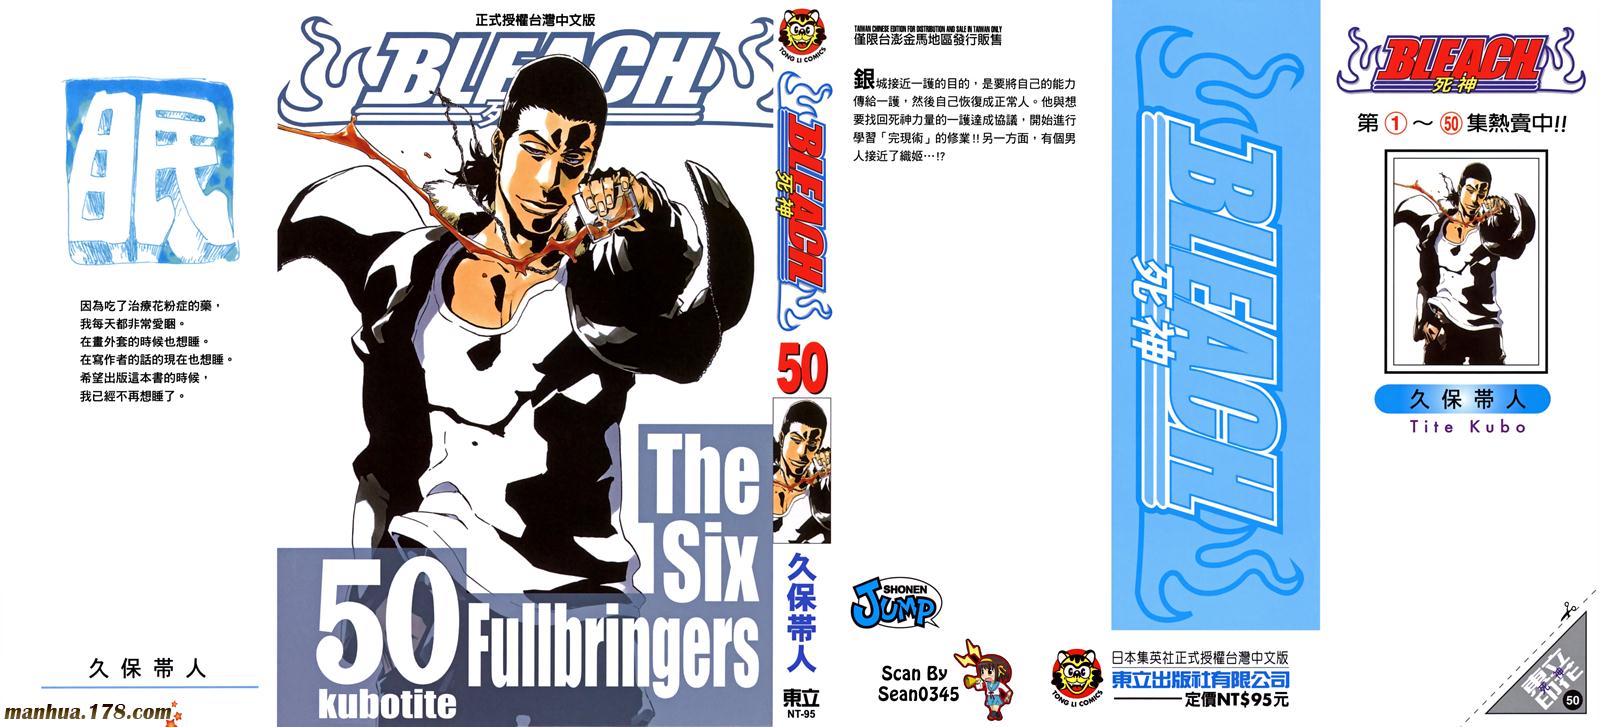 眠
因為吃了治療花粉症的藥，
我每天都非常愛睏。
在畫外套的時候也想睡。
在寫作者的話的現在也想睡。
希望出版這本書的時候，
我已經不再想睡了。
久保帯人
manhua.178.com
正式授權台灣中文版
BLEACH
死
The
Six
Fullbringers
50
kubotite
TONG LI COMICS
BLEACH
死神
50
久保帯人
東立
NT-95
TAIWAN CHINESE EDITION FOR DISTRIBUTION AND SALE IN TAIWAN ONLY
僅限台澎金馬地區發行販售
銀城接近一護的目的，是要將自己的能力
傳給一護，然後自己恢復成正常人。他與想
要找回死神力量的一護達成協議，開始進行
學習「完現術」的修業!!另一方面，有個男
人接近了織姬…!?
SHONEN
JUMP
Scan By
Sean0345
TONG LI COMICS
日本集英社正式授權台灣中文版
東立出版社有限公司
定價NT$95元
BLEACH
死神
BLEACH
死神
第①～㊿集熱賣中!!
久保帯人
Tite Kubo
東立
死神
50